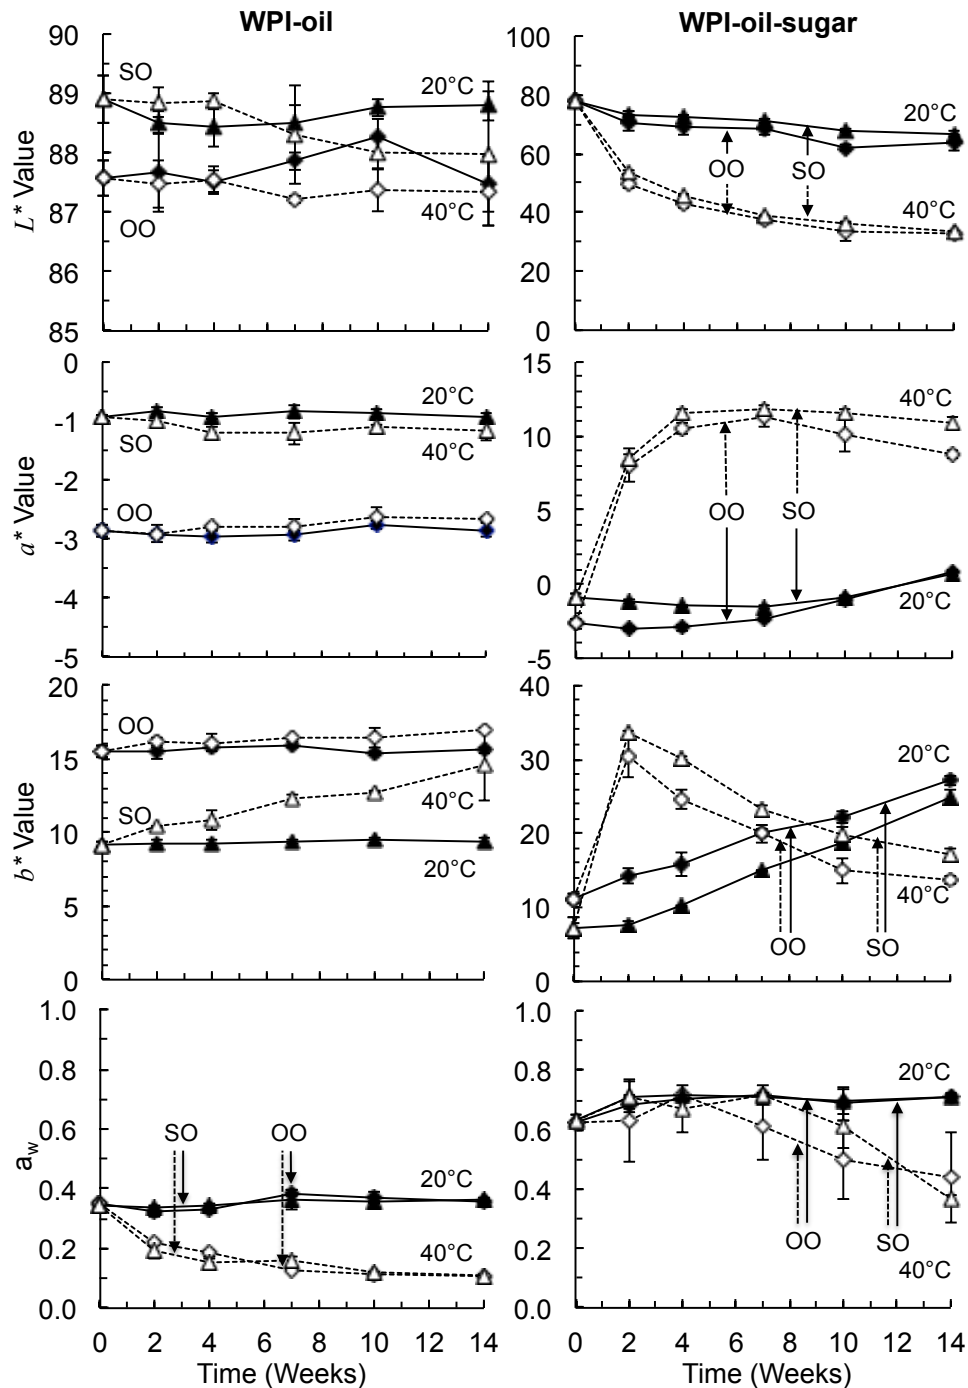 WPI-oil
WPI-oil-sugar
L* Value
90
89
88
87
86
85
SO
OO
20°C
40°C
100
80
60
40
20
0
20°C
OO
SO
40°C
a* Value
0
-1
-2
-3
-4
-5
20°C
SO
40°C
OO
15
10
5
0
-5
40°C
OO
SO
20°C
b* Value
20
15
10
5
0
OO
SO
40°C
20°C
40
30
20
10
0
20°C
40°C
OO
SO
a_w
1.0
0.8
0.6
0.4
0.2
0.0
SO
OO
20°C
40°C
0 2 4 6 8 10 12 14
Time (Weeks)
1.0
0.8
0.6
0.4
0.2
0.0
20°C
OO
SO
40°C
0 2 4 6 8 10 12 14
Time (Weeks)